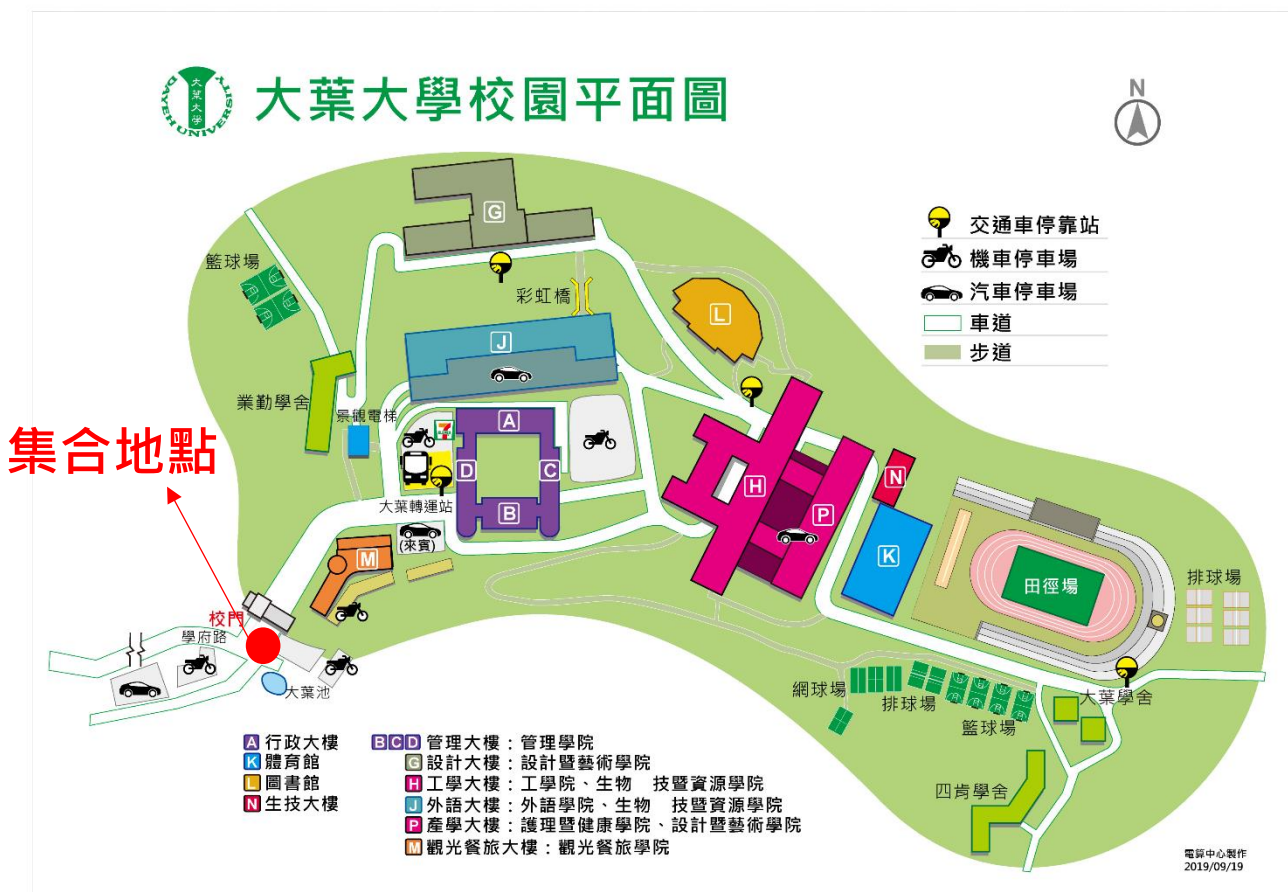 大葉大學
DAYEH UNIVERSITY
大葉大學校園平面圖
N
交通車停靠站
機車停車場
汽車停車場
車道
步道
G
籃球場
彩虹橋
L
J
業勤學舍
景觀電梯
7
A
集合地點
D
C
H
N
大葉轉運站
B
P
(來賓)
K
M
田徑場
排球場
校門
學府路
大葉池
網球場
排球場
籃球場
大葉學舍
四肯學舍
A 行政大樓
K 體育館
L 圖書館
N 生技大樓
BCD 管理大樓：管理學院
G 設計大樓：設計暨藝術學院
H 工學大樓：工學院、生物 技暨資源學院
J 外語大樓：外語學院、生物 技暨資源學院
P 產學大樓：護理暨健康學院、設計暨藝術學院
M 觀光餐旅大樓：觀光餐旅學院
電算中心製作
2019/09/19